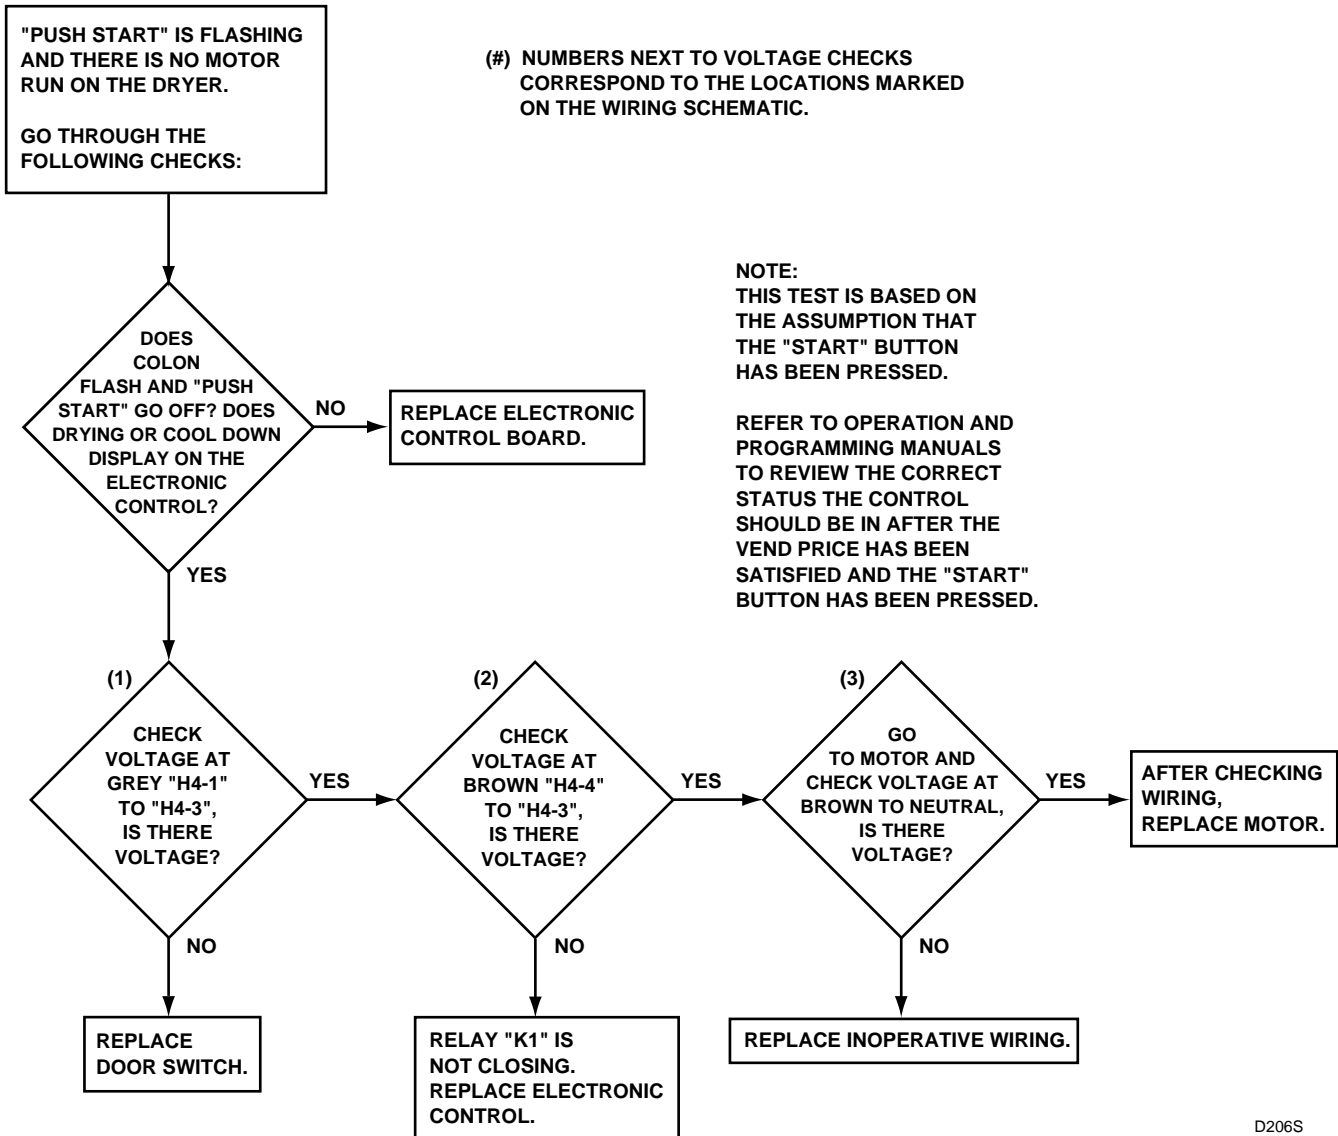 "PUSH START" IS FLASHING
AND THERE IS NO MOTOR
RUN ON THE DRYER.
GO THROUGH THE
FOLLOWING CHECKS:
(#) NUMBERS NEXT TO VOLTAGE CHECKS
CORRESPOND TO THE LOCATIONS MARKED
ON THE WIRING SCHEMATIC.
NOTE:
THIS TEST IS BASED ON
THE ASSUMPTION THAT
THE "START" BUTTON
HAS BEEN PRESSED.
REFER TO OPERATION AND
PROGRAMMING MANUALS
TO REVIEW THE CORRECT
STATUS THE CONTROL
SHOULD BE IN AFTER THE
VEND PRICE HAS BEEN
SATISFIED AND THE "START"
BUTTON HAS BEEN PRESSED.
DOES
COLON
FLASH AND "PUSH
START" GO OFF? DOES
DRYING OR COOL DOWN
DISPLAY ON THE
ELECTRONIC
CONTROL?
NO
REPLACE ELECTRONIC
CONTROL BOARD.
YES
(1)
CHECK
VOLTAGE AT
GREY "H4-1"
TO "H4-3",
IS THERE
VOLTAGE?
YES
NO
REPLACE
DOOR SWITCH.
(2)
CHECK
VOLTAGE AT
BROWN "H4-4"
TO "H4-3",
IS THERE
VOLTAGE?
YES
NO
RELAY "K1" IS
NOT CLOSING.
REPLACE ELECTRONIC
CONTROL.
(3)
GO
TO MOTOR AND
CHECK VOLTAGE AT
BROWN TO NEUTRAL,
IS THERE
VOLTAGE?
YES
AFTER CHECKING
WIRING,
REPLACE MOTOR.
NO
REPLACE INOPERATIVE WIRING.
D206S